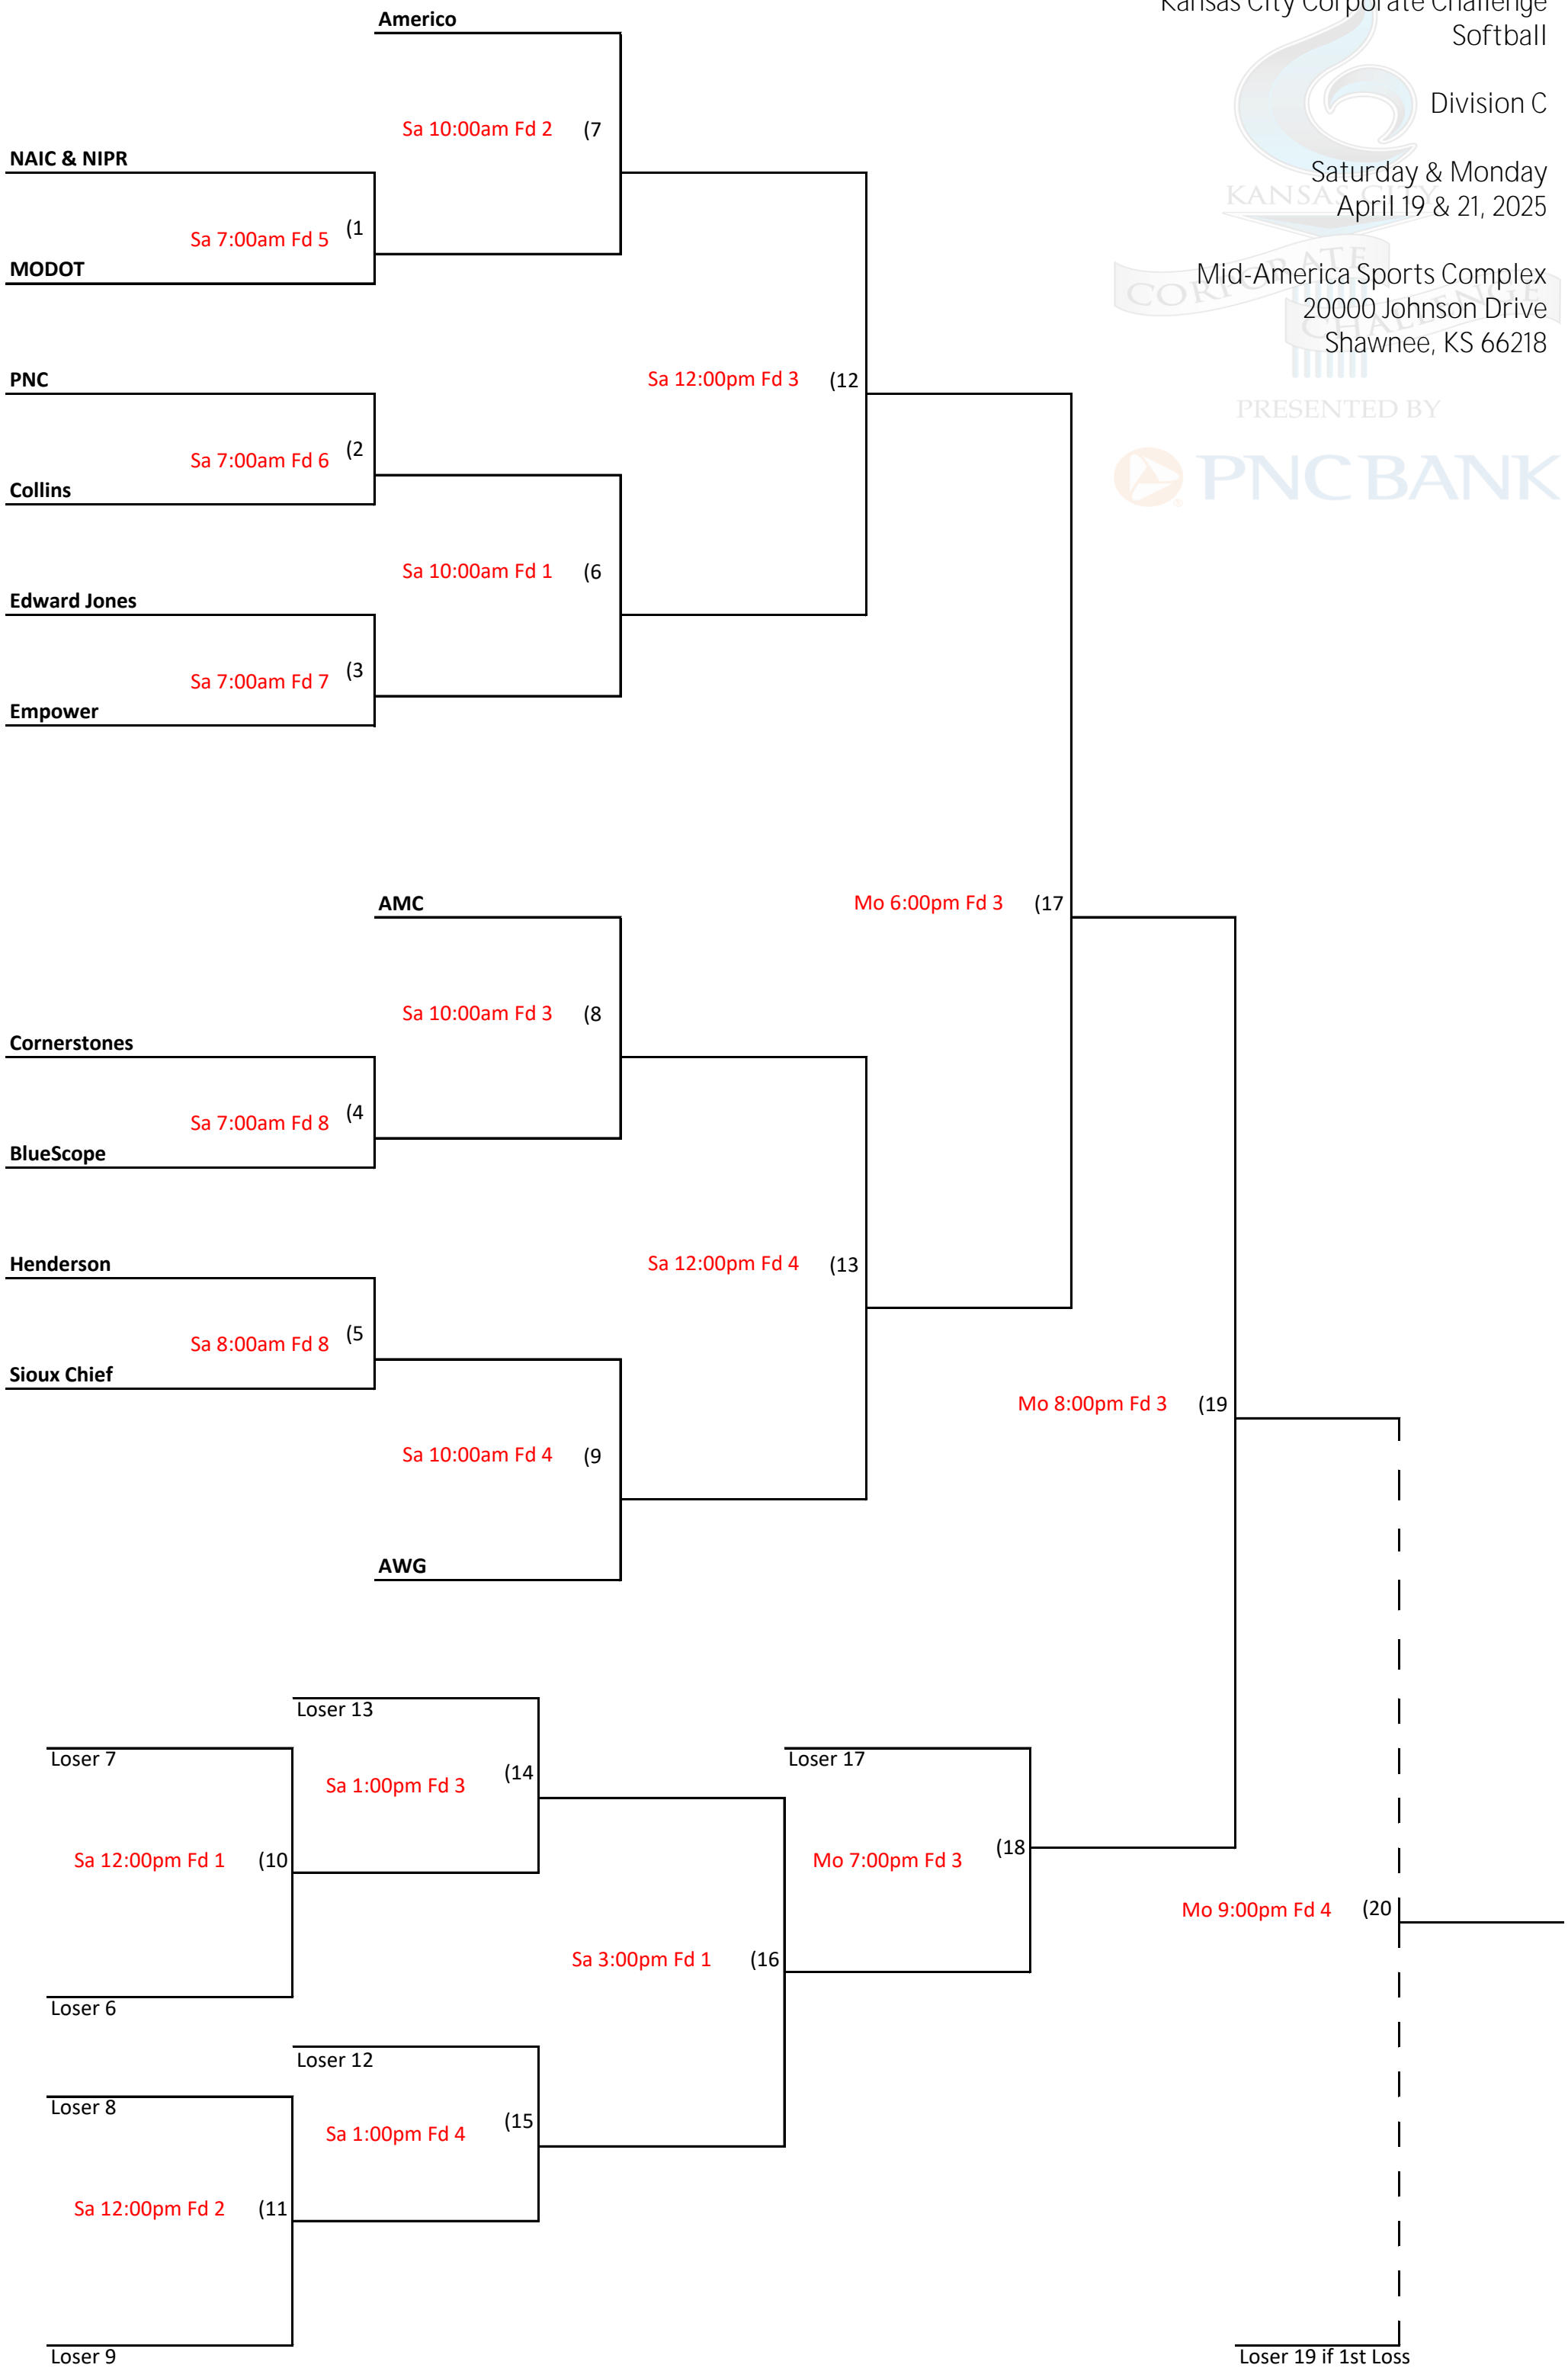 Kansas City Corporate Challenge
Softball
Division C
Saturday & Monday
April 19 & 21, 2025
Mid-America Sports Complex
20000 Johnson Drive
Shawnee, KS 66218
KANSAS CITY
CORPORATE
CHALLENGE
PRESENTED BY
PNC BANK
Americo
Sa 10:00am Fd 2 (7
NAIC & NIPR
Sa 7:00am Fd 5 (1
MODOT
PNC
Sa 12:00pm Fd 3 (12
Sa 7:00am Fd 6 (2
Collins
Sa 10:00am Fd 1 (6
Edward Jones
Sa 7:00am Fd 7 (3
Empower
AMC
Mo 6:00pm Fd 3 (17
Sa 10:00am Fd 3 (8
Cornerstones
Sa 7:00am Fd 8 (4
BlueScope
Henderson
Sa 12:00pm Fd 4 (13
Sa 8:00am Fd 8 (5
Sioux Chief
Mo 8:00pm Fd 3 (19
Sa 10:00am Fd 4 (9
AWG
Loser 13
Loser 7
Loser 17
Sa 1:00pm Fd 3 (14
Sa 12:00pm Fd 1 (10
Mo 7:00pm Fd 3 (18
Mo 9:00pm Fd 4 (20
Sa 3:00pm Fd 1 (16
Loser 6
Loser 12
Loser 8
Sa 1:00pm Fd 4 (15
Sa 12:00pm Fd 2 (11
Loser 9
Loser 19 if 1st Loss